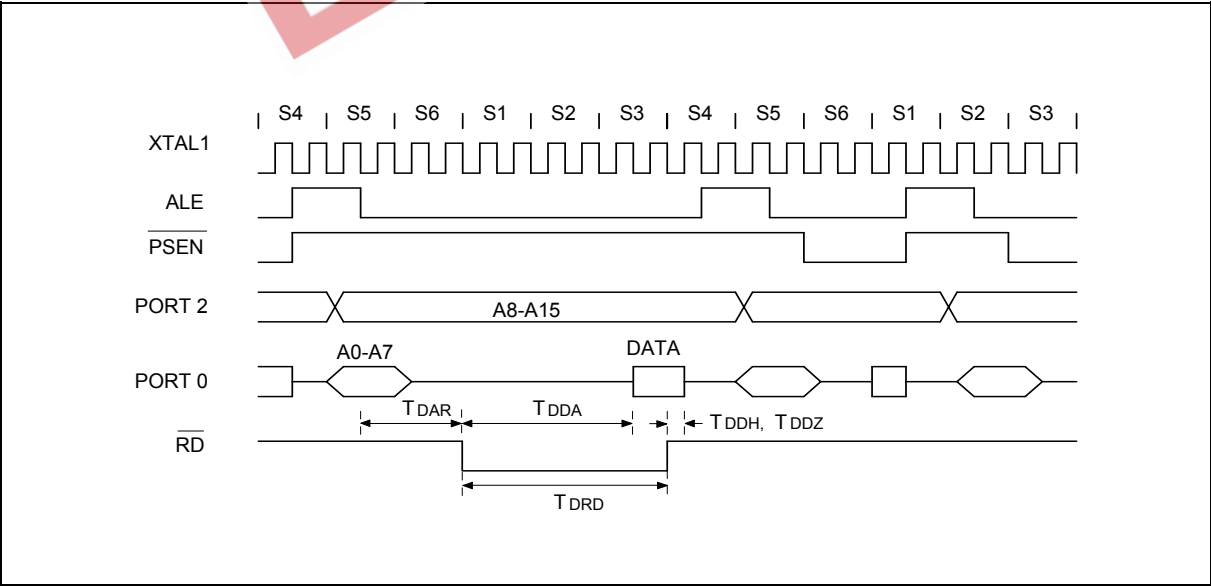 S4 S5 S6 S1 S2 S3 S4 S5 S6 S1 S2 S3
XTAL1
ALE
PSEN
PORT 2
A8-A15
A0-A7
DATA
PORT 0
TDAR
TDDA
TDDH, TDDZ
RD
TDRD